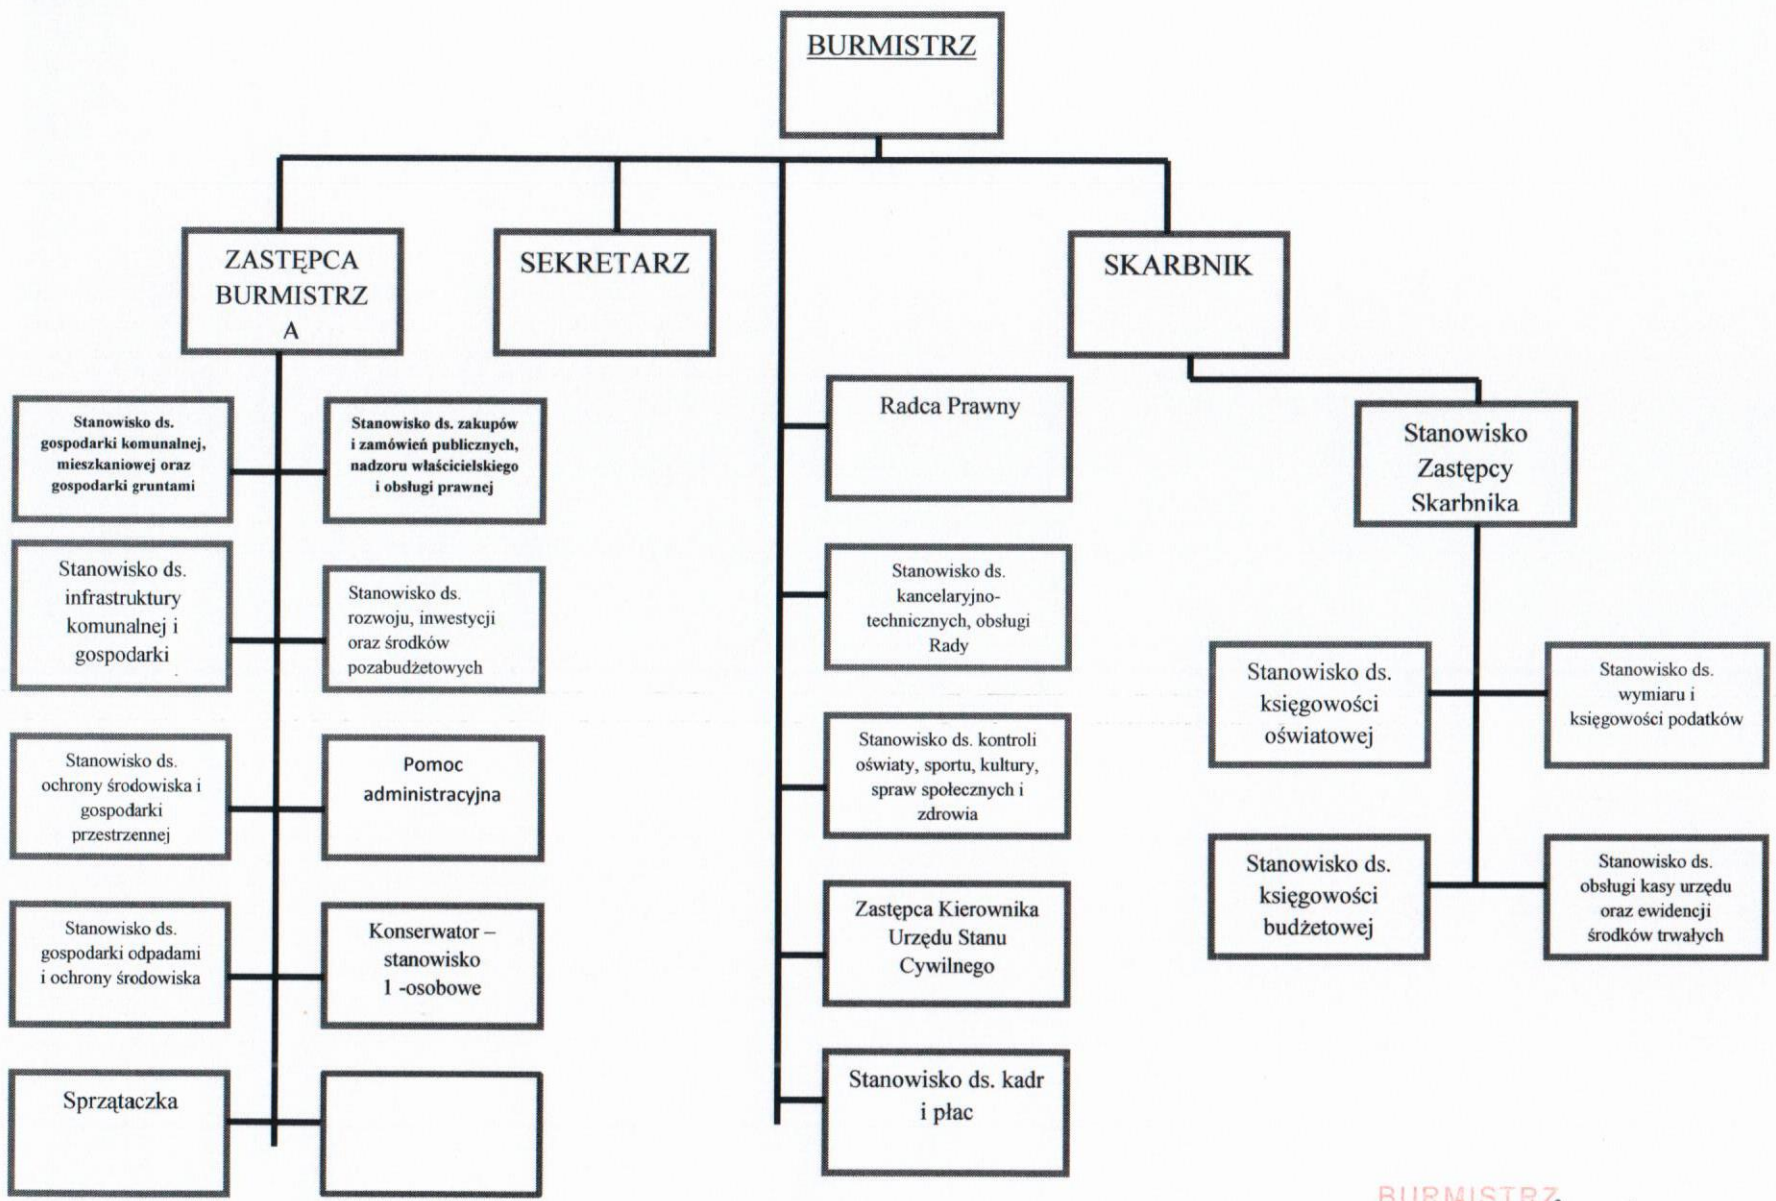 BURMISTRZ
ZASTĘPCA
BURMISTRZ
A
SEKRETARZ
SKARBNIK
Stanowisko ds.
gospodarki komunalnej,
mieszkaniowej oraz
gospodarki gruntami
Stanowisko ds. zakupów
i zamówień publicznych,
nadzoru właścicielskiego
i obsługi prawnej
Stanowisko ds.
infrastruktury
komunalnej i
gospodarki
Stanowisko ds.
rozwoju, inwestycji
oraz środków
pozabudżetowych
Stanowisko ds.
ochrony środowiska i
gospodarki
przestrzennej
Pomoc
administracyjna
Stanowisko ds.
gospodarki odpadami
i ochrony środowiska
Konserwator –
stanowisko
1 -osobowe
Sprzątaczka
Radca Prawny
Stanowisko ds.
kancelaryjno-
technicznych, obsługi
Rady
Stanowisko ds. kontroli
oświaty, sportu, kultury,
spraw społecznych i
zdrowia
Zastępca Kierownika
Urzędu Stanu
Cywilnego
Stanowisko ds. kadr
i płac
Stanowisko
Zastępcy
Skarbnika
Stanowisko ds.
księgowości
oświatowej
Stanowisko ds.
wymiaru i
księgowości podatków
Stanowisko ds.
księgowości
budżetowej
Stanowisko ds.
obsługi kasy urzędu
oraz ewidencji
środków trwałych
BURMISTRZ